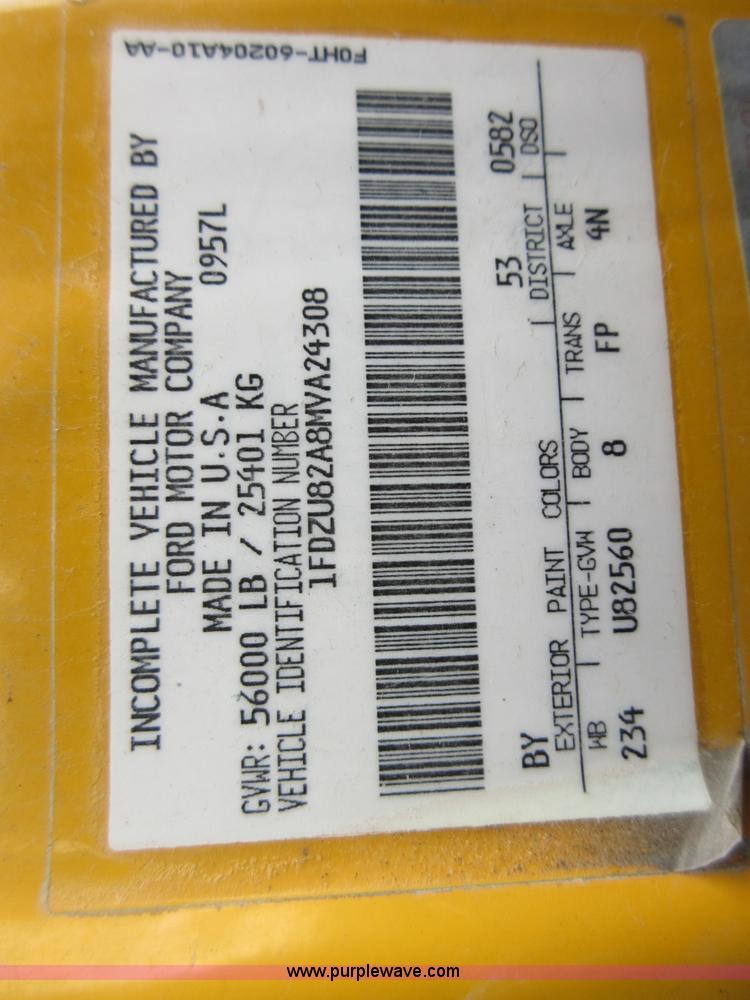 F0HT-60204A10-AA
INCOMPLETE VEHICLE MANUFACTURED BY
FORD MOTOR COMPANY
MADE IN U.S.A 0957L
GVWR: 56000 LB / 25401 KG
VEHICLE IDENTIFICATION NUMBER
1FDZU82A8MVA24308
BY 53 0582
EXTERIOR PAINT COLORS DISTRICT DSO
WB TYPE-GVW BODY TRANS AXLE
234 U82560 8 FP 4N
www.purplewave.com